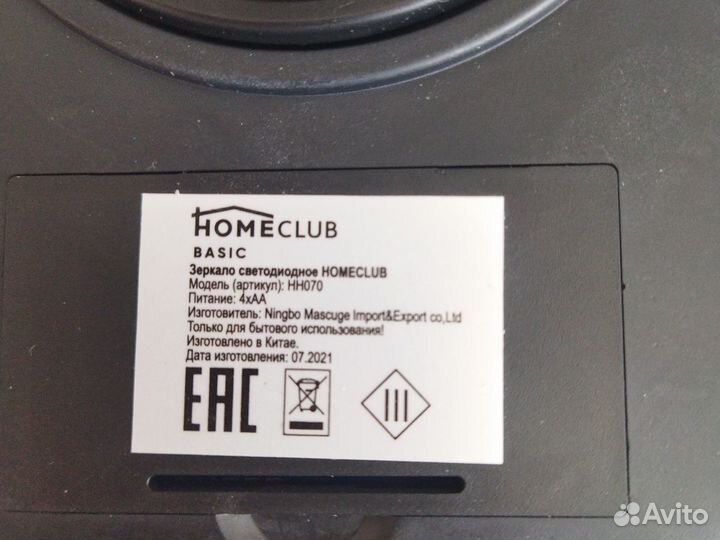 HOMECLUB
BASIC
Зеркало светодиодное HOMECLUB
Модель (артикул): HH070
Питание: 4xAA
Изготовитель: Ningbo Mascuge Import&Export co,Ltd
Только для бытового использования!
Изготовлено в Китае.
Дата изготовления: 07.2021
EAC
Avito